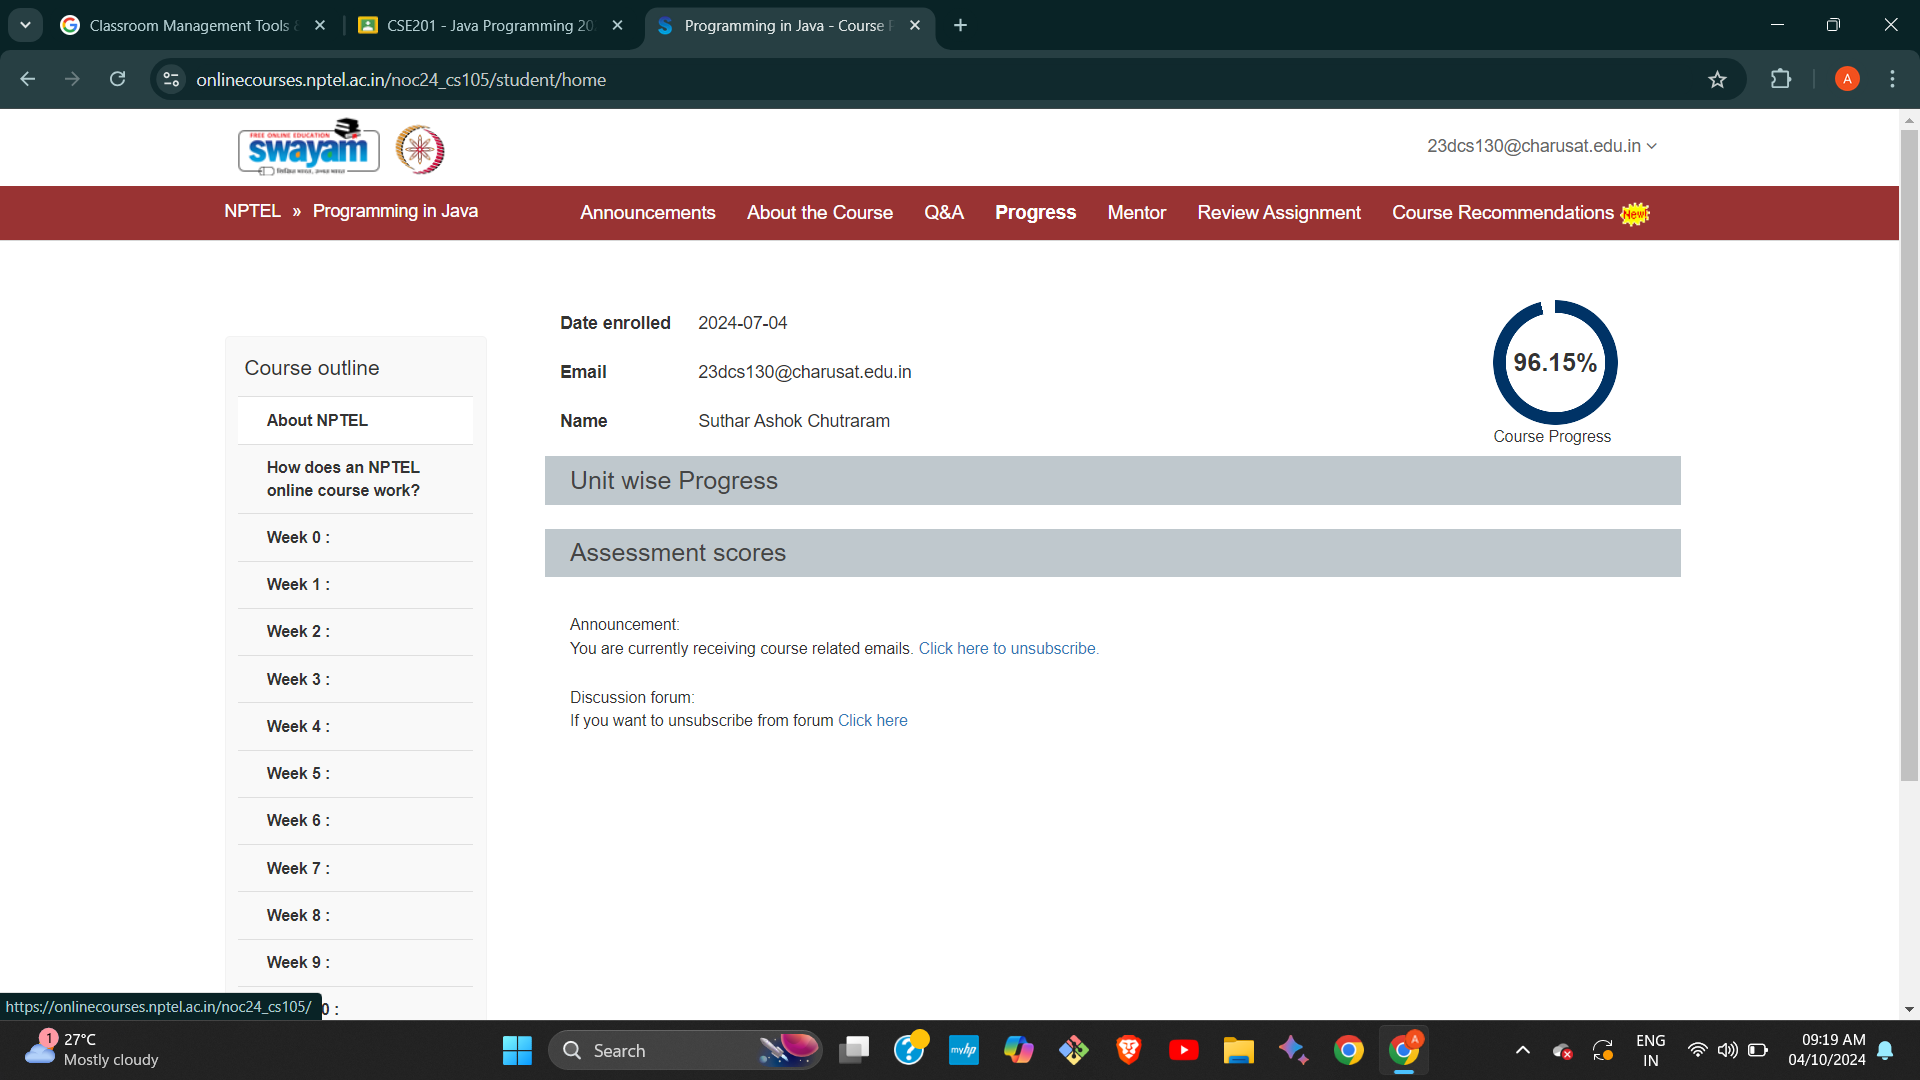 Classroom Management Tools &
CSE201 - Java Programming 20
Programming in Java - Course P
onlinecourses.nptel.ac.in/noc24_cs105/student/home
A
FREE ONLINE EDUCATION
swayam
23dcs130@charusat.edu.in
NPTEL » Programming in Java
Announcements
About the Course
Q&A
Progress
Mentor
Review Assignment
Course Recommendations New!
Course outline
About NPTEL
How does an NPTEL
online course work?
Week 0 :
Week 1 :
Week 2 :
Week 3 :
Week 4 :
Week 5 :
Week 6 :
Week 7 :
Week 8 :
Week 9 :
0 :
Date enrolled 2024-07-04
Email 23dcs130@charusat.edu.in
Name Suthar Ashok Chutraram
96.15%
Course Progress
Unit wise Progress
Assessment scores
Announcement:
You are currently receiving course related emails. Click here to unsubscribe.
Discussion forum:
If you want to unsubscribe from forum Click here
https://onlinecourses.nptel.ac.in/noc24_cs105/
1
27°C
Mostly cloudy
Search
myhp
A
ENG
IN
09:19 AM
04/10/2024